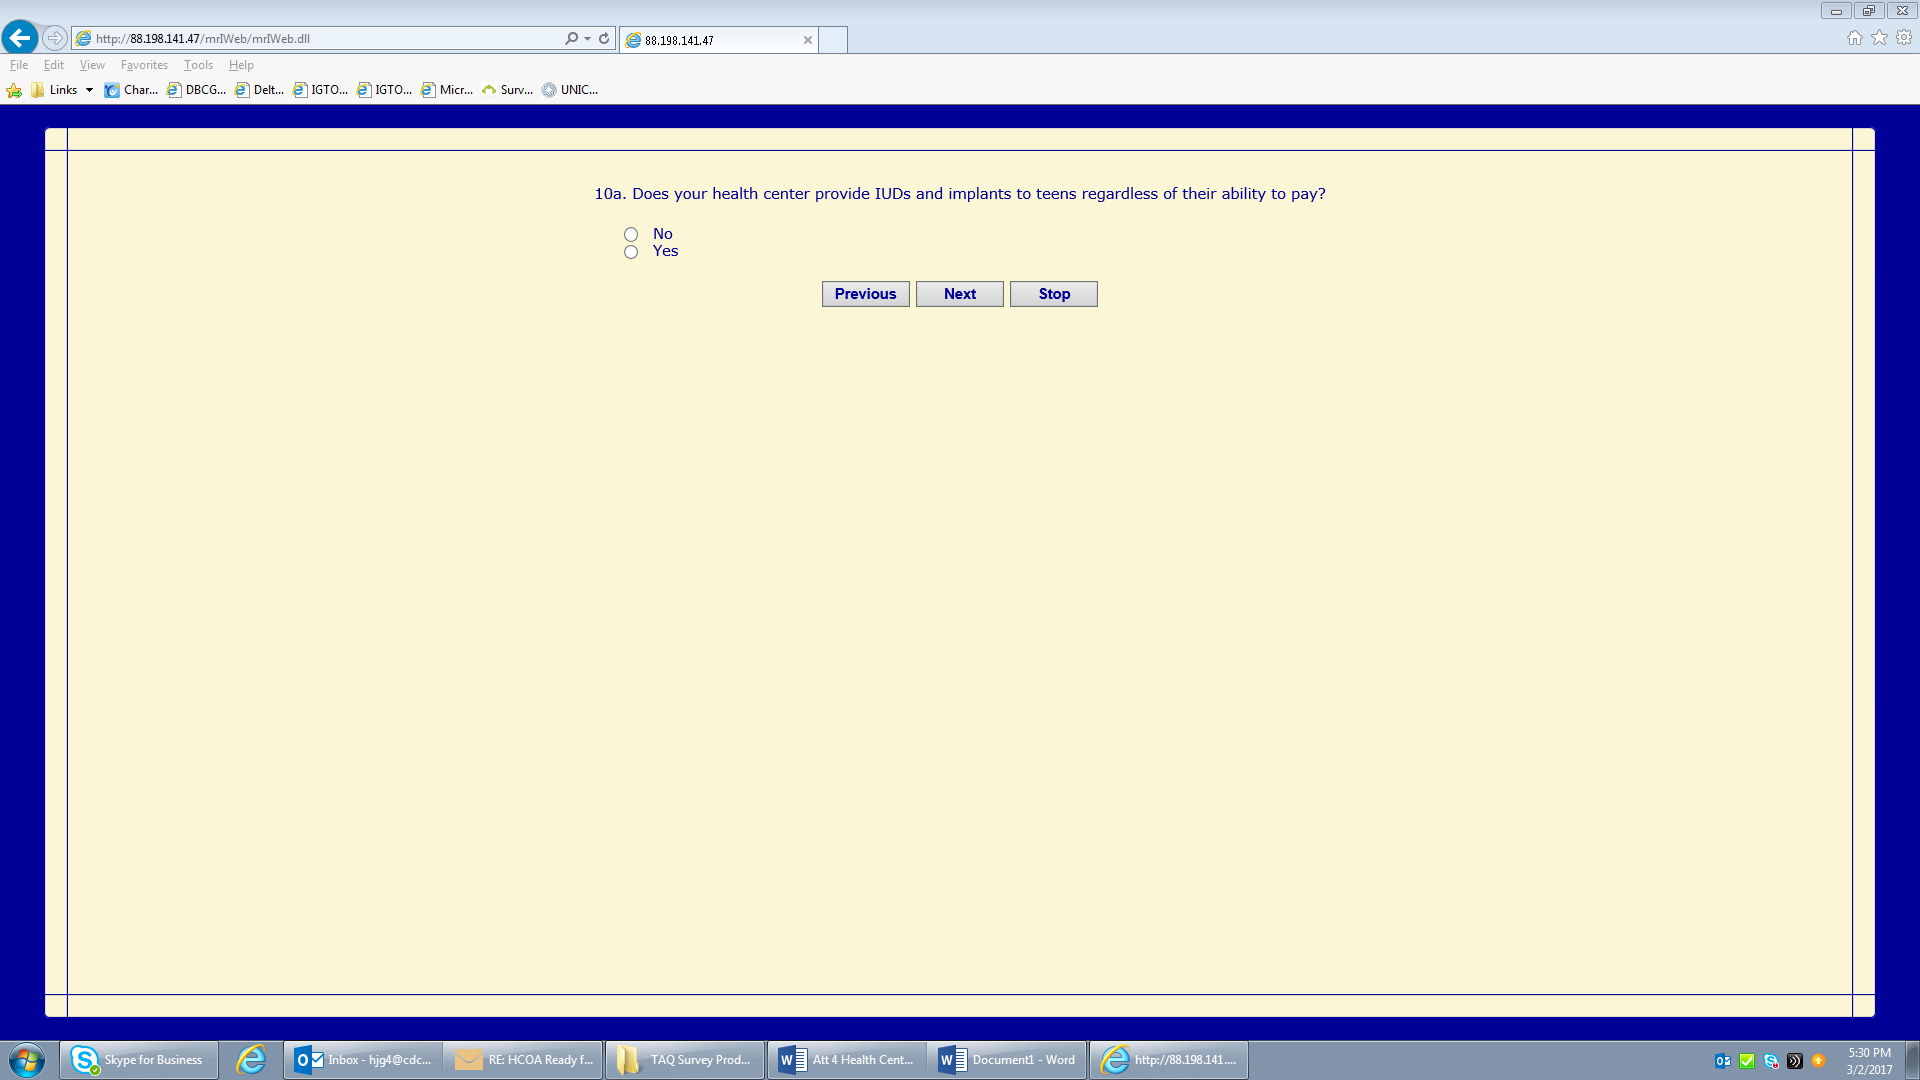 http://88.198.141.47/mrIWeb/mrIWeb.dll
88.198.141.47
File Edit View Favorites Tools Help
Links Char... DBCG... Delt... IGTO... IGTO... Micr... Surv... UNIC...
10a. Does your health center provide IUDs and implants to teens regardless of their ability to pay?
No
Yes
Previous Next Stop
Skype for Business Inbox - hjg4@cdc... RE: HCOA Ready f... TAQ Survey Prod... Att 4 Health Cent... Document1 - Word http://88.198.141....
5:30 PM
3/2/2017